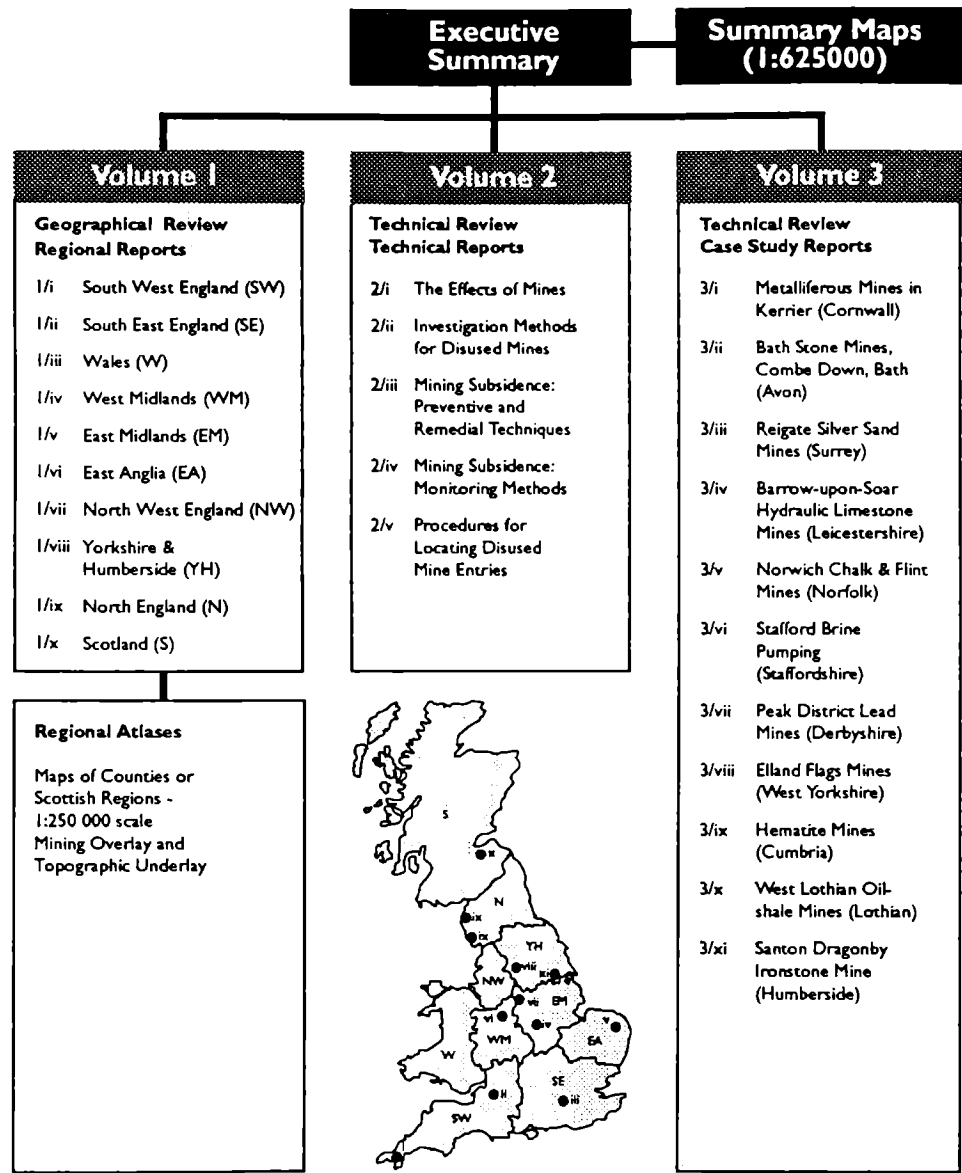 Executive
Summary
Summary Maps
(1:625000)
Volume 1
Geographical Review
Regional Reports
1/i South West England (SW)
1/ii South East England (SE)
1/iii Wales (W)
1/iv West Midlands (WM)
1/v East Midlands (EM)
1/vi East Anglia (EA)
1/vii North West England (NW)
1/viii Yorkshire &
Humberside (YH)
1/ix North England (N)
1/x Scotland (S)
Regional Atlases
Maps of Counties or
Scottish Regions -
1:250 000 scale
Mining Overlay and
Topographic Underlay
Volume 2
Technical Review
Technical Reports
2/i The Effects of Mines
2/ii Investigation Methods
for Disused Mines
2/iii Mining Subsidence:
Preventive and
Remedial Techniques
2/iv Mining Subsidence:
Monitoring Methods
2/v Procedures for
Locating Disused
Mine Entries
Volume 3
Technical Review
Case Study Reports
3/i Metalliferous Mines in
Kerrier (Cornwall)
3/ii Bath Stone Mines,
Combe Down, Bath
(Avon)
3/iii Reigate Silver Sand
Mines (Surrey)
3/iv Barrow-upon-Soar
Hydraulic Limestone
Mines (Leicestershire)
3/v Norwich Chalk & Flint
Mines (Norfolk)
3/vi Stafford Brine
Pumping
(Staffordshire)
3/vii Peak District Lead
Mines (Derbyshire)
3/viii Elland Flags Mines
(West Yorkshire)
3/ix Hematite Mines
(Cumbria)
3/x West Lothian Oil-
shale Mines (Lothian)
3/xi Santon Dragonby
Ironstone Mine
(Humberside)
S
x
N
ix
ix
YH
viii
xi
NW
vii
EM
vi
iv
v
WM
EA
W
SE
ii
iii
SW